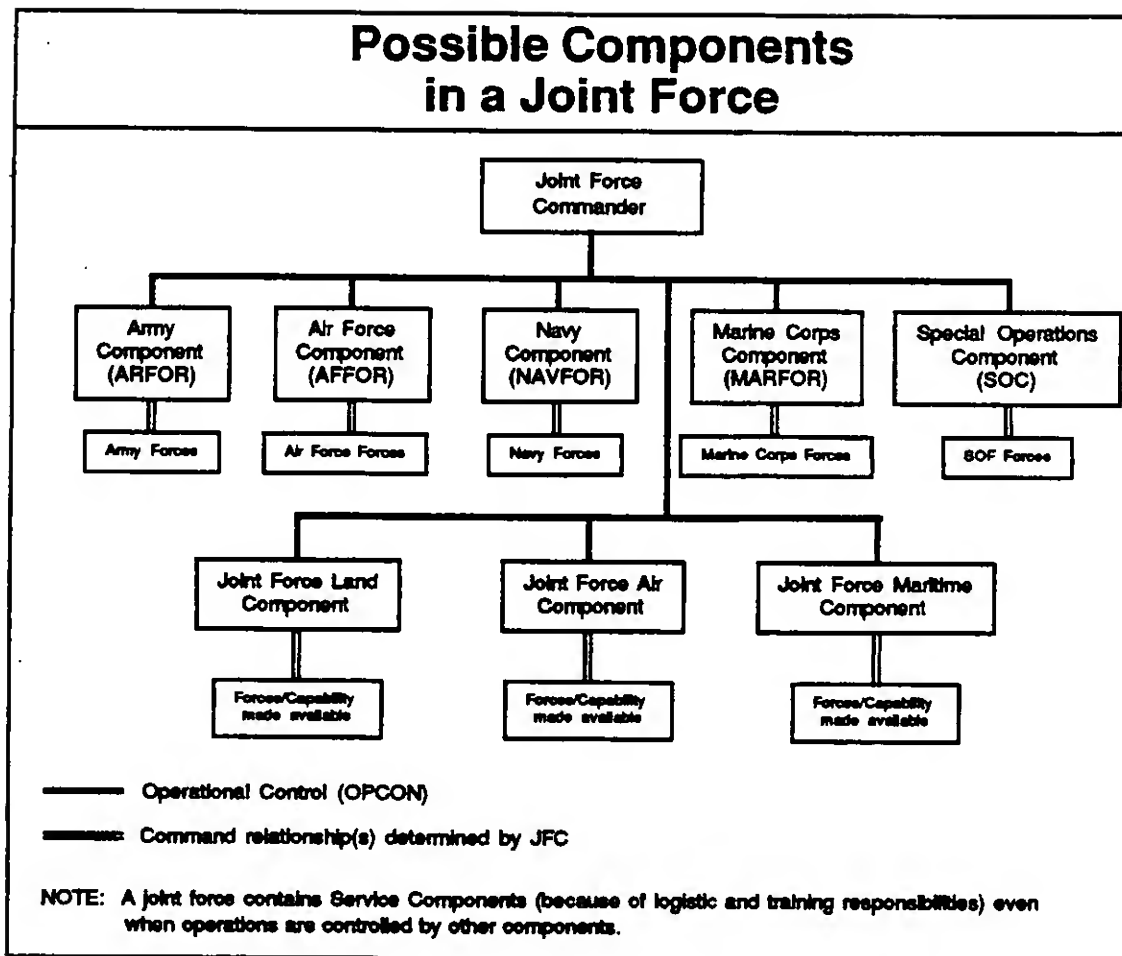 Possible Components
in a Joint Force
Joint Force
Commander
Army
Component
(ARFOR)
Air Force
Component
(AFFOR)
Navy
Component
(NAVFOR)
Marine Corps
Component
(MARFOR)
Special Operations
Component
(SOC)
Army Forces
Air Force Forces
Navy Forces
Marine Corps Forces
SOF Forces
Joint Force Land
Component
Joint Force Air
Component
Joint Force Maritime
Component
Forces/Capability
made available
Forces/Capability
made available
Forces/Capability
made available
Operational Control (OPCON)
Command relationship(s) determined by JFC
NOTE: A joint force contains Service Components (because of logistic and training responsibilities) even
when operations are controlled by other components.